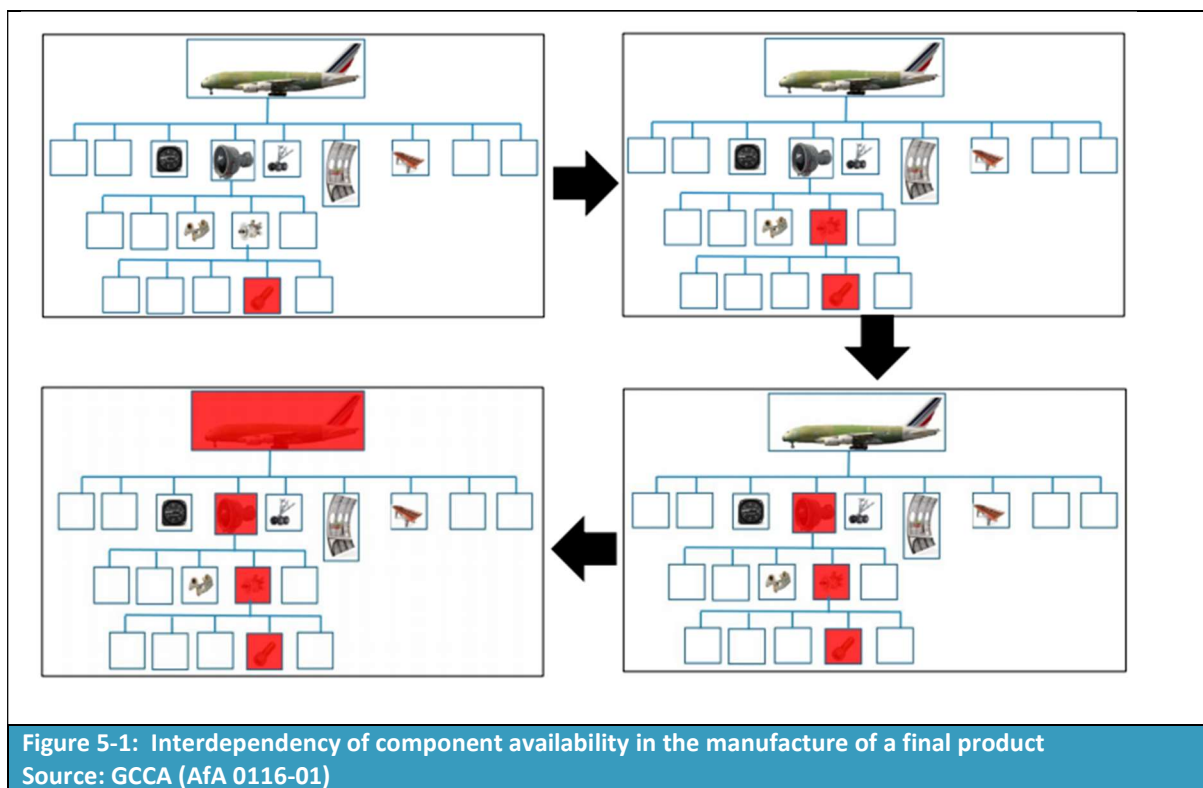 Figure 5-1: Interdependency of component availability in the manufacture of a final product
Source: GCCA (AfA 0116-01)